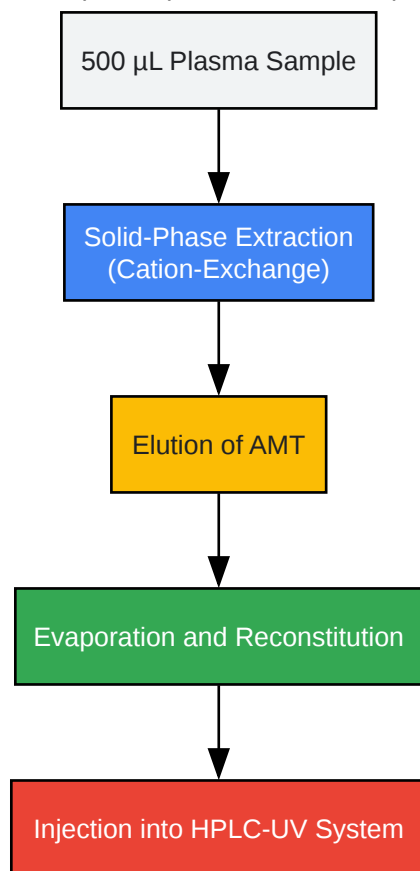 500 µL Plasma Sample
Solid-Phase Extraction
(Cation-Exchange)
Elution of AMT
Evaporation and Reconstitution
Injection into HPLC-UV System